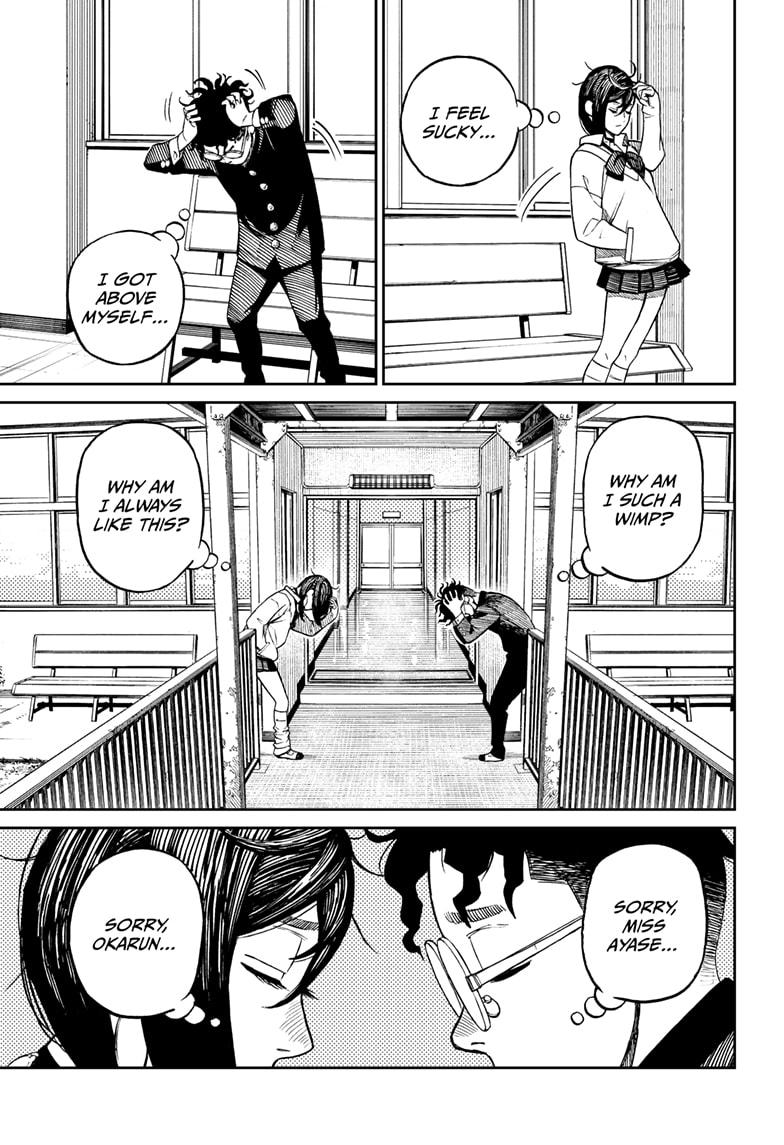 I FEEL
SUCKY...
I GOT
ABOVE
MYSELF...
WHY AM
I SUCH A
WIMP?
WHY AM
I ALWAYS
LIKE THIS?
SORRY,
MISS
AYASE...
SORRY,
OKARUN...